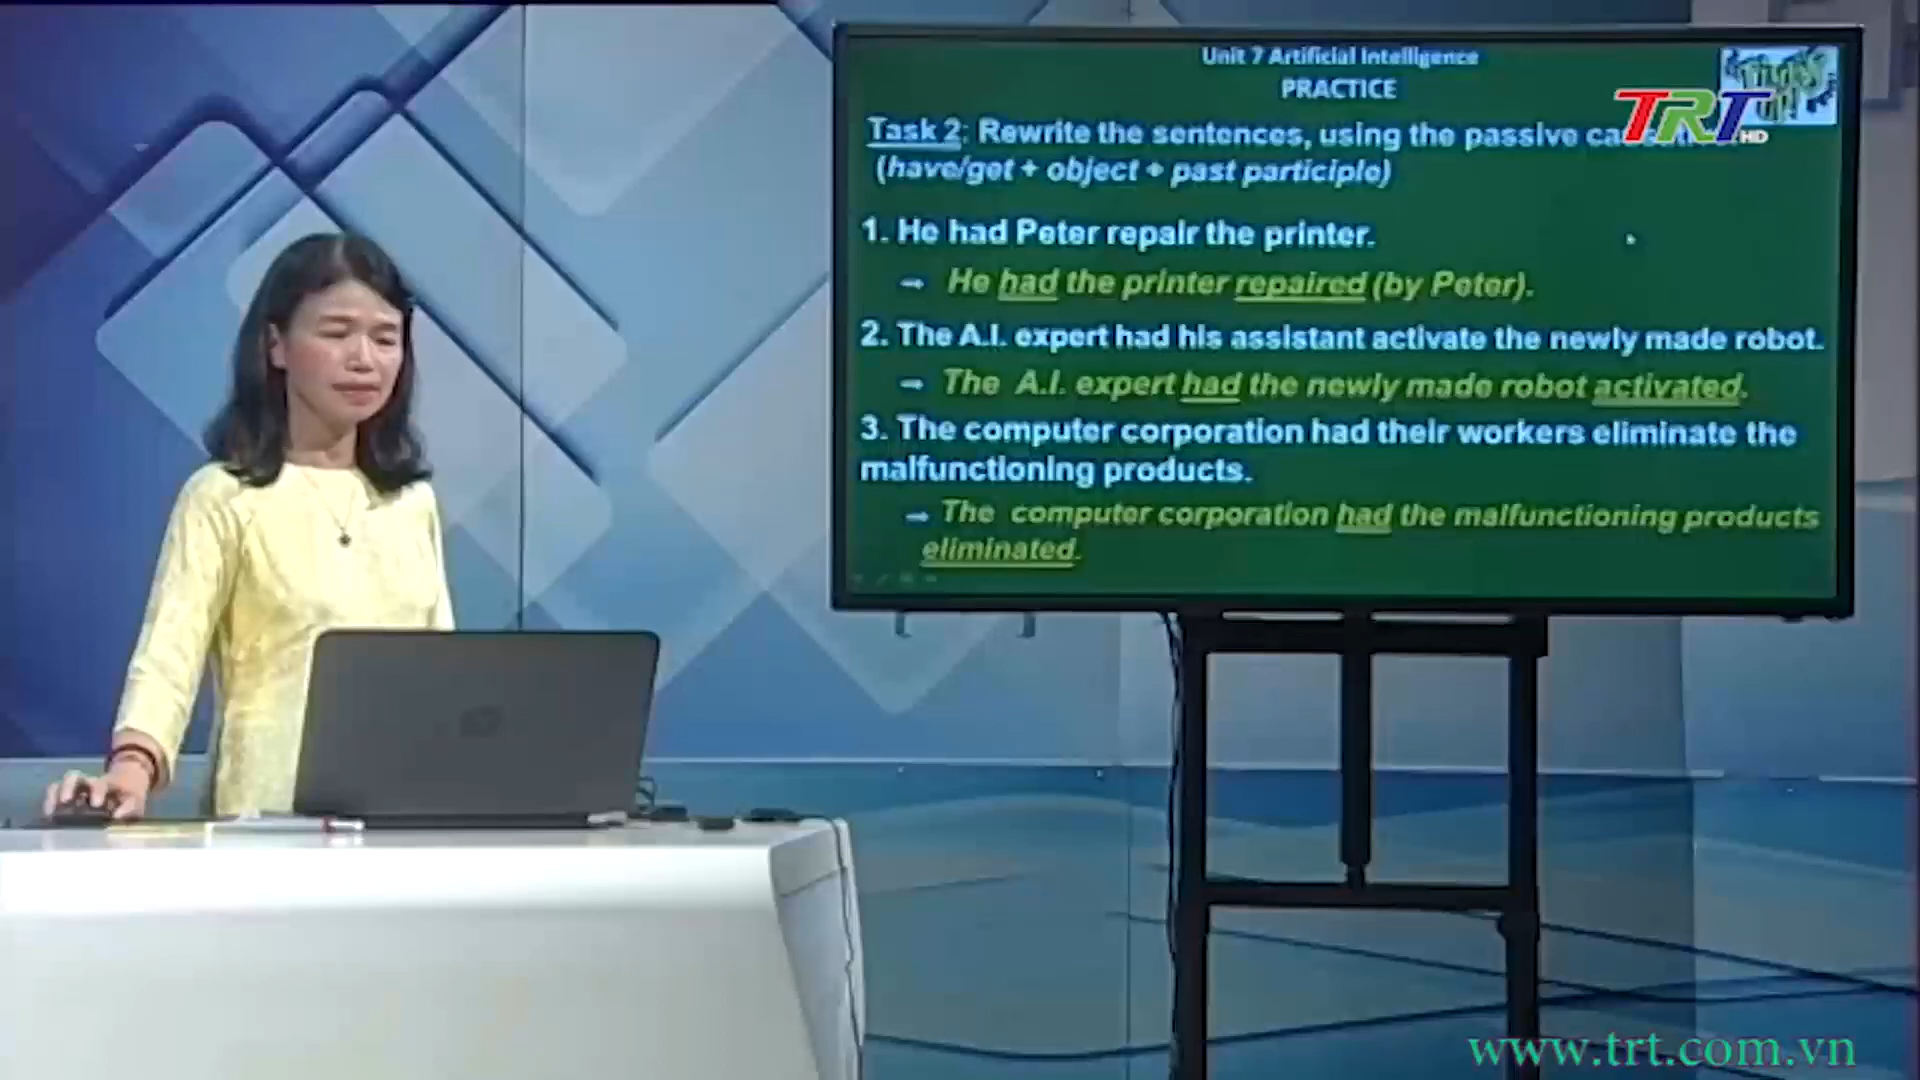 Unit 7 Artificial Intelligence
PRACTICE
TRT HD
Task 2: Rewrite the sentences, using the passive
(have/get + object + past participle)
1. He had Peter repair the printer.
→ He had the printer repaired (by Peter).
2. The A.I. expert had his assistant activate the newly made robot.
→ The A.I. expert had the newly made robot activated.
3. The computer corporation had their workers eliminate the
malfunctioning products.
→ The computer corporation had the malfunctioning products
eliminated.
www.trt.com.vn